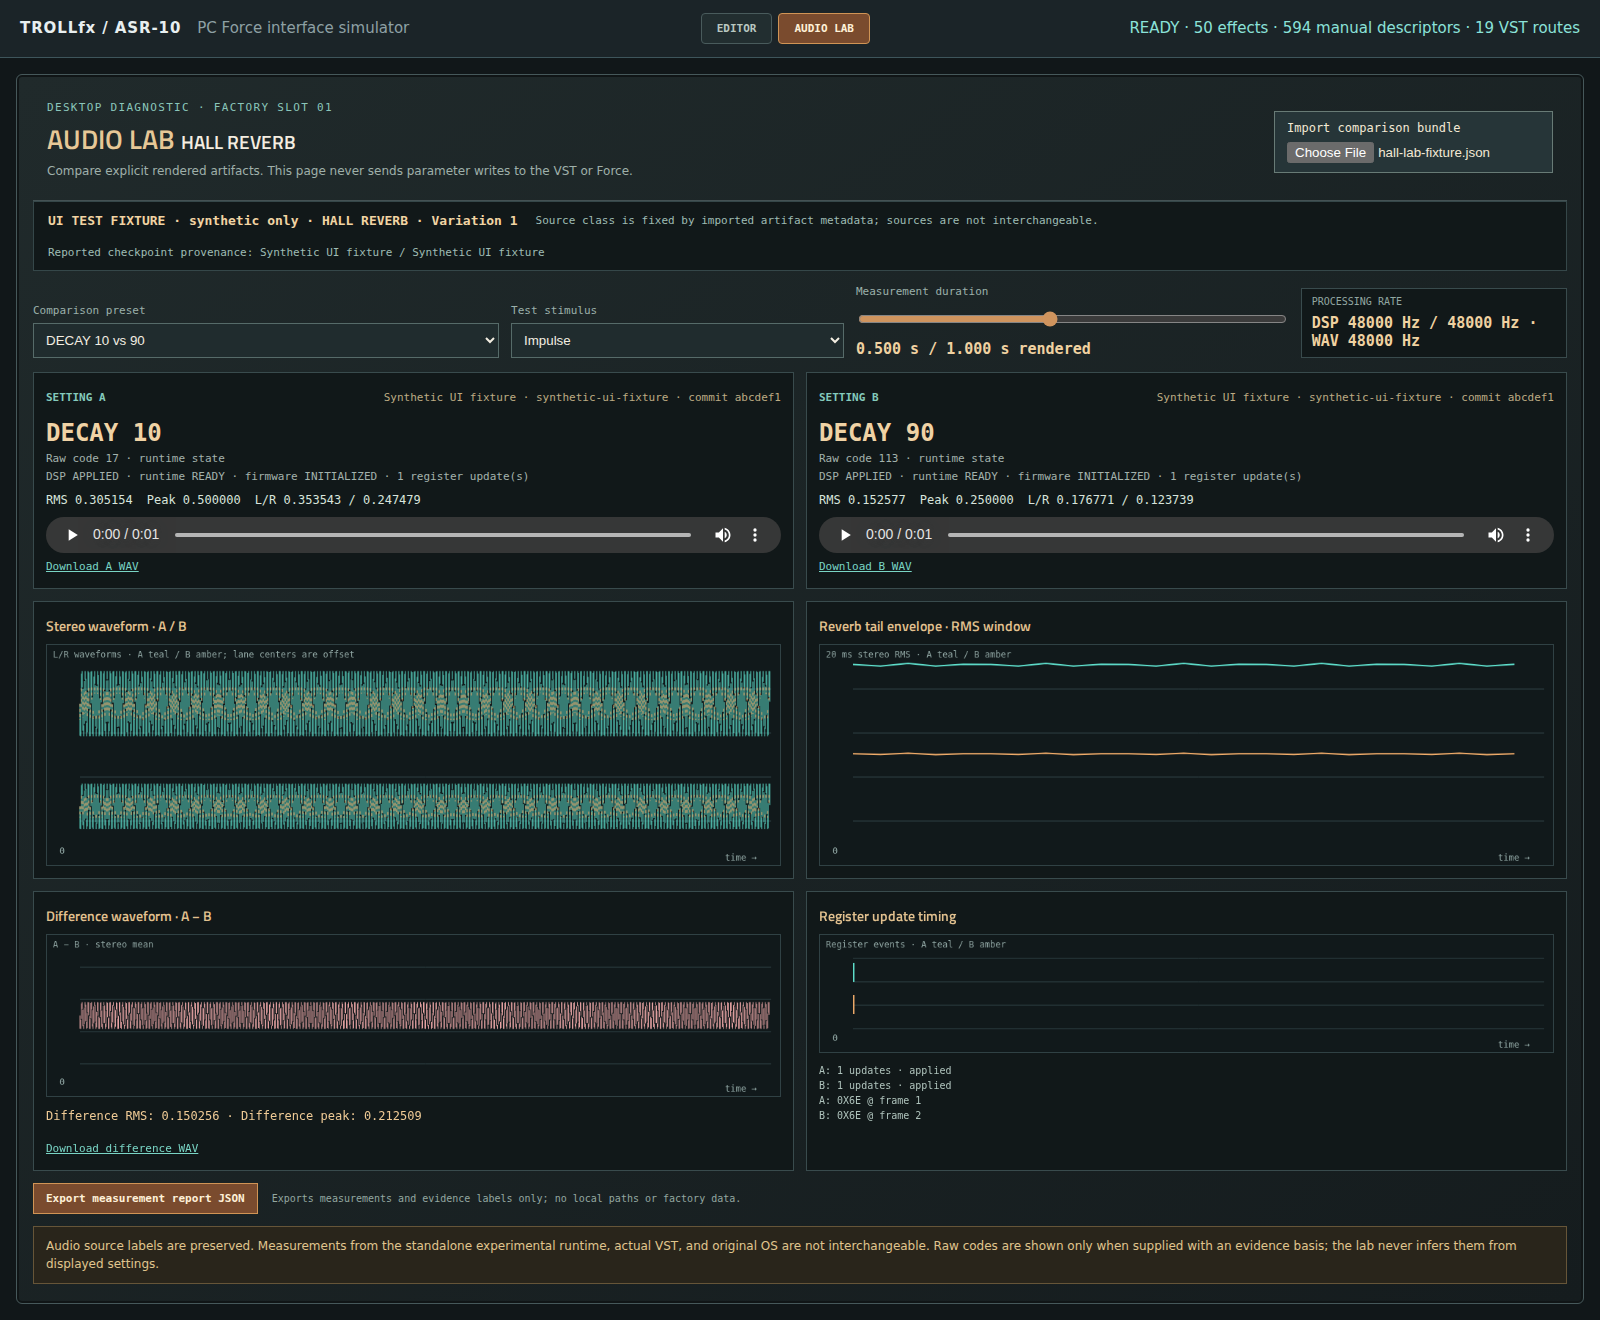 TROLLfx / ASR-10 PC Force interface simulator
EDITOR
AUDIO LAB
READY · 50 effects · 594 manual descriptors · 19 VST routes
DESKTOP DIAGNOSTIC · FACTORY SLOT 01
AUDIO LAB HALL REVERB
Compare explicit rendered artifacts. This page never sends parameter writes to the VST or Force.
Import comparison bundle
Choose File hall-lab-fixture.json
UI TEST FIXTURE · synthetic only · HALL REVERB · Variation 1 Source class is fixed by imported artifact metadata; sources are not interchangeable.
Reported checkpoint provenance: Synthetic UI fixture / Synthetic UI fixture
Comparison preset
DECAY 10 vs 90
Test stimulus
Impulse
Measurement duration
0.500 s / 1.000 s rendered
PROCESSING RATE
DSP 48000 Hz / 48000 Hz ·
WAV 48000 Hz
SETTING A Synthetic UI fixture · synthetic-ui-fixture · commit abcdef1
DECAY 10
Raw code 17 · runtime state
DSP APPLIED · runtime READY · firmware INITIALIZED · 1 register update(s)
RMS 0.305154 Peak 0.500000 L/R 0.353543 / 0.247479
0:00 / 0:01
Download A WAV
SETTING B Synthetic UI fixture · synthetic-ui-fixture · commit abcdef1
DECAY 90
Raw code 113 · runtime state
DSP APPLIED · runtime READY · firmware INITIALIZED · 1 register update(s)
RMS 0.152577 Peak 0.250000 L/R 0.176771 / 0.123739
0:00 / 0:01
Download B WAV
Stereo waveform · A / B
L/R waveforms · A teal / B amber; lane centers are offset
0
time →
Reverb tail envelope · RMS window
20 ms stereo RMS · A teal / B amber
0
time →
Difference waveform · A – B
A – B · stereo mean
0
time →
Difference RMS: 0.150256 · Difference peak: 0.212509
Download difference WAV
Register update timing
Register events · A teal / B amber
0
time →
A: 1 updates · applied
B: 1 updates · applied
A: 0X6E @ frame 1
B: 0X6E @ frame 2
Export measurement report JSON Exports measurements and evidence labels only; no local paths or factory data.
Audio source labels are preserved. Measurements from the standalone experimental runtime, actual VST, and original OS are not interchangeable. Raw codes are shown only when supplied with an evidence basis; the lab never infers them from
displayed settings.